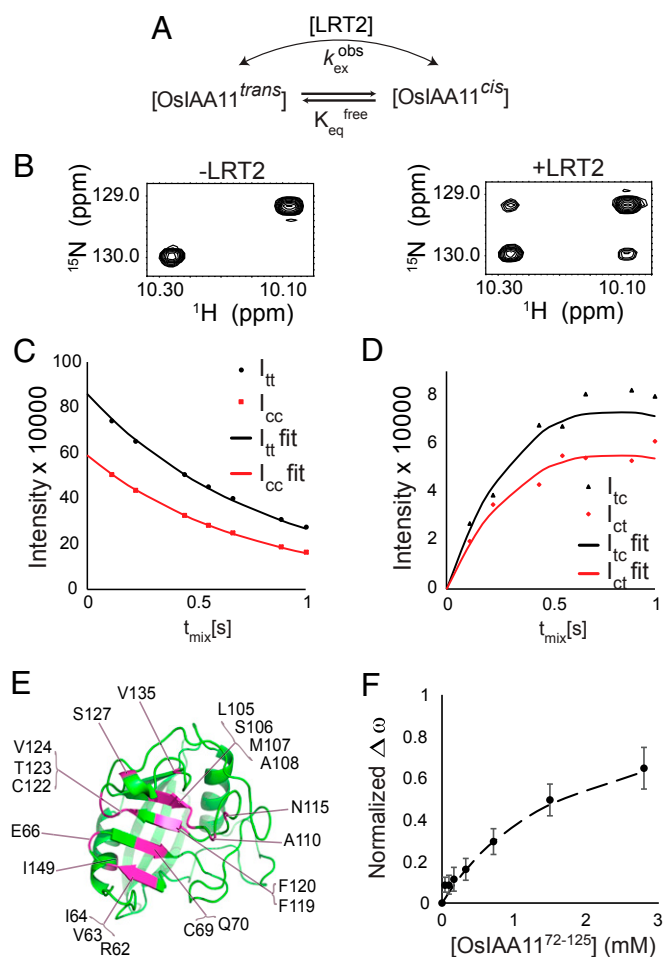 A
[LRT2]
k_ex^obs
[OsIAA11^trans] [OsIAA11^cis]
K_eq^free
B
-LRT2
+LRT2
15N (ppm)
129.0
130.0
10.30 10.10
1H (ppm)
129.0
130.0
10.30 10.10
1H (ppm)
C
Intensity x 10000
100
80
60
40
20
0
0 0.5 1
t_mix[s]
I_tt
I_cc
I_tt fit
I_cc fit
D
Intensity x 10000
8
6
4
2
0
0 0.5 1
t_mix[s]
I_tc
I_ct
I_tc fit
I_ct fit
E
V135
S127
L105
S106
M107
A108
V124
T123
C122
N115
E66
A110
I149
F120
F119
I64
V63
R62
C69
Q70
F
Normalized Δω
1
0.8
0.6
0.4
0.2
0
0 1 2 3
[OsIAA11^72-125] (mM)